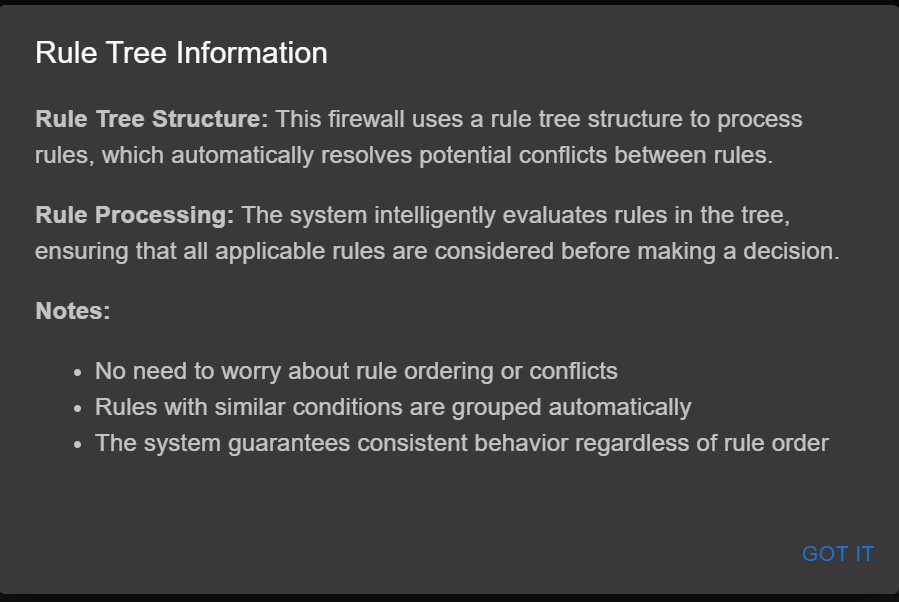 Rule Tree Information
Rule Tree Structure: This firewall uses a rule tree structure to process
rules, which automatically resolves potential conflicts between rules.
Rule Processing: The system intelligently evaluates rules in the tree,
ensuring that all applicable rules are considered before making a decision.
Notes:
• No need to worry about rule ordering or conflicts
• Rules with similar conditions are grouped automatically
• The system guarantees consistent behavior regardless of rule order
GOT IT